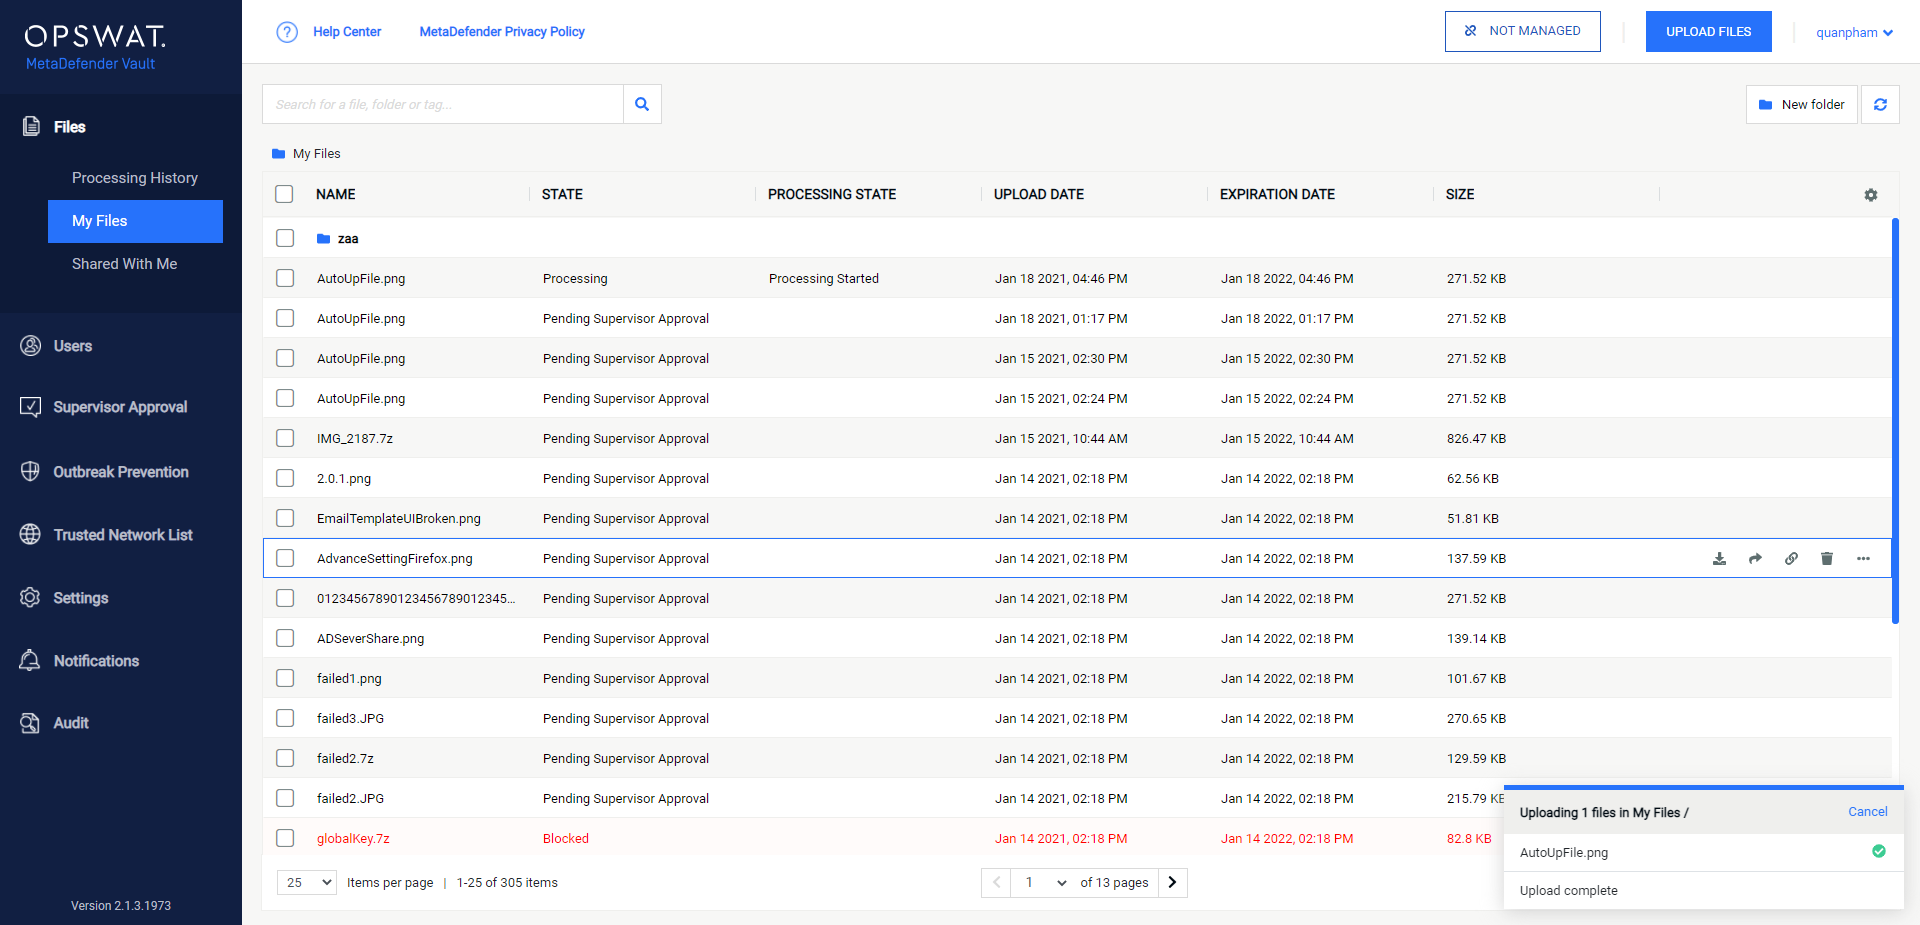 OPSWAT.
MetaDefender Vault
Files
Processing History
My Files
Shared With Me
Users
Supervisor Approval
Outbreak Prevention
Trusted Network List
Settings
Notifications
Audit
Version 2.1.3.1973
? Help Center MetaDefender Privacy Policy NOT MANAGED UPLOAD FILES quanpham
Search for a file, folder or tag... New folder
My Files
NAME STATE PROCESSING STATE UPLOAD DATE EXPIRATION DATE SIZE
zaa
AutoUpFile.png Processing Processing Started Jan 18 2021, 04:46 PM Jan 18 2022, 04:46 PM 271.52 KB
AutoUpFile.png Pending Supervisor Approval Jan 18 2021, 01:17 PM Jan 18 2022, 01:17 PM 271.52 KB
AutoUpFile.png Pending Supervisor Approval Jan 15 2021, 02:30 PM Jan 15 2022, 02:30 PM 271.52 KB
AutoUpFile.png Pending Supervisor Approval Jan 15 2021, 02:24 PM Jan 15 2022, 02:24 PM 271.52 KB
IMG_2187.7z Pending Supervisor Approval Jan 15 2021, 10:44 AM Jan 15 2022, 10:44 AM 826.47 KB
2.0.1.png Pending Supervisor Approval Jan 14 2021, 02:18 PM Jan 14 2022, 02:18 PM 62.56 KB
EmailTemplateUIBroken.png Pending Supervisor Approval Jan 14 2021, 02:18 PM Jan 14 2022, 02:18 PM 51.81 KB
AdvanceSettingFirefox.png Pending Supervisor Approval Jan 14 2021, 02:18 PM Jan 14 2022, 02:18 PM 137.59 KB
01234567890123456789012345... Pending Supervisor Approval Jan 14 2021, 02:18 PM Jan 14 2022, 02:18 PM 271.52 KB
ADSeverShare.png Pending Supervisor Approval Jan 14 2021, 02:18 PM Jan 14 2022, 02:18 PM 139.14 KB
failed1.png Pending Supervisor Approval Jan 14 2021, 02:18 PM Jan 14 2022, 02:18 PM 101.67 KB
failed3.JPG Pending Supervisor Approval Jan 14 2021, 02:18 PM Jan 14 2022, 02:18 PM 270.65 KB
failed2.7z Pending Supervisor Approval Jan 14 2021, 02:18 PM Jan 14 2022, 02:18 PM 129.59 KB
failed2.JPG Pending Supervisor Approval Jan 14 2021, 02:18 PM Jan 14 2022, 02:18 PM 215.79 KB
globalKey.7z Blocked Jan 14 2021, 02:18 PM Jan 14 2022, 02:18 PM 82.8 KB
25 Items per page | 1-25 of 305 items 1 of 13 pages
Uploading 1 files in My Files / Cancel
AutoUpFile.png
Upload complete